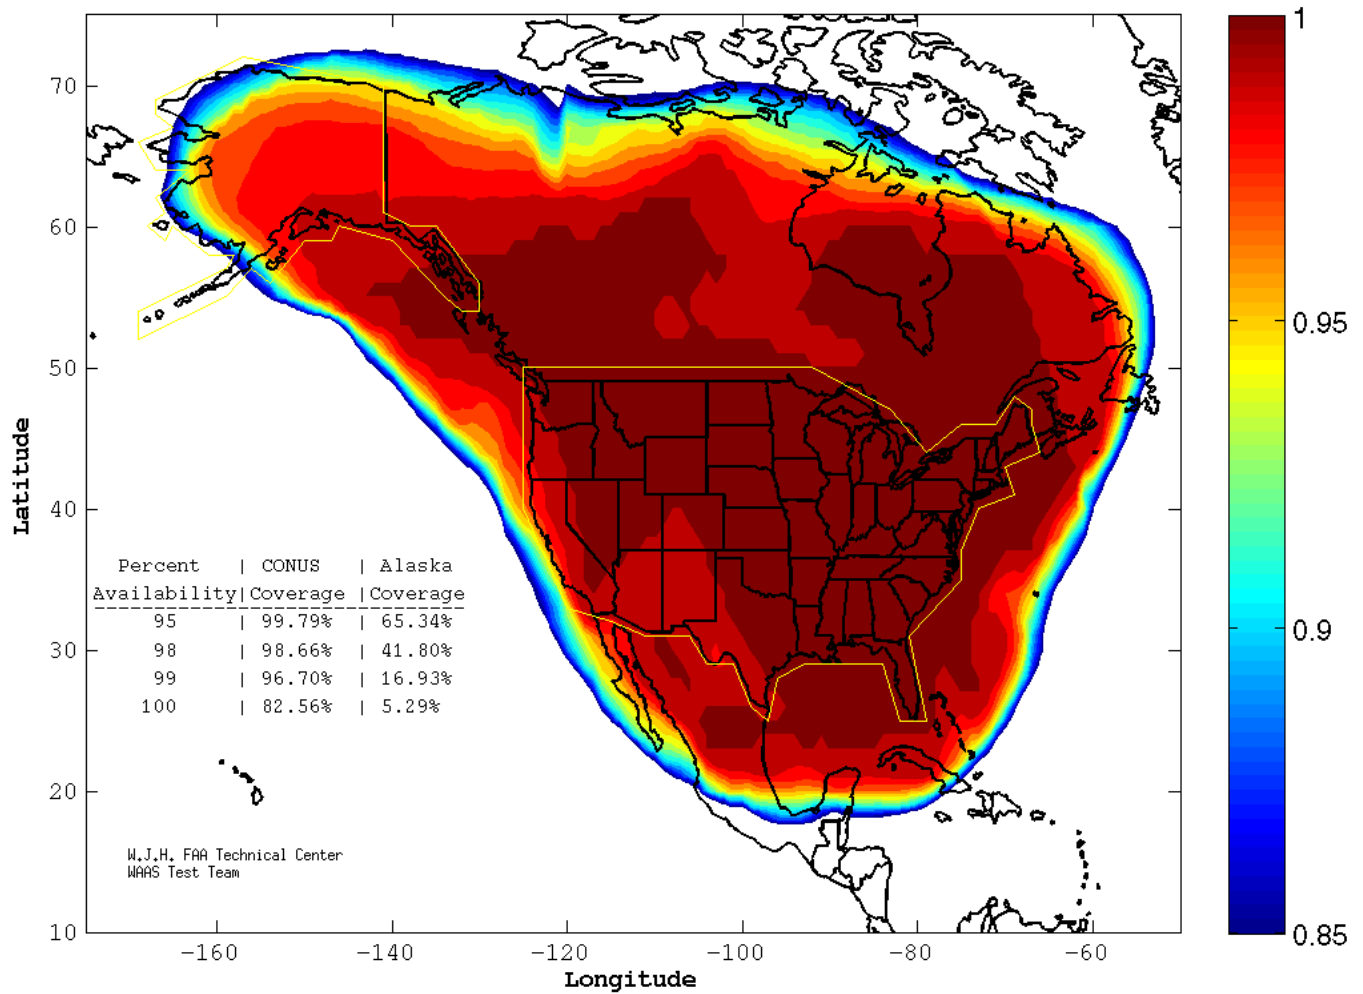 70
60
50
40
30
20
10
Latitude
−160
−140
−120
−100
−80
−60
Longitude
Percent | CONUS | Alaska
Availability|Coverage |Coverage
95 | 99.79% | 65.34%
98 | 98.66% | 41.80%
99 | 96.70% | 16.93%
100 | 82.56% | 5.29%
W.J.H. FAA Technical Center
WAAS Test Team
1
0.95
0.9
0.85